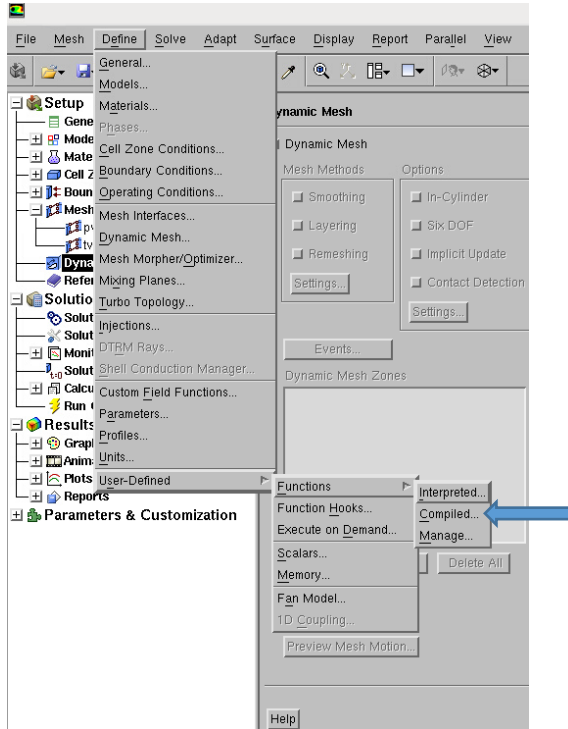 File Mesh Define Solve Adapt Surface Display Report Parallel View
General...
Models...
Materials...
Phases...
Cell Zone Conditions...
Boundary Conditions...
Operating Conditions...
Mesh Interfaces...
Dynamic Mesh...
Mesh Morpher/Optimizer...
Mixing Planes...
Turbo Topology...
Injections...
DTRM Rays...
Shell Conduction Manager...
Custom Field Functions...
Parameters...
Profiles...
Units...
User-Defined
Functions
Function Hooks...
Execute on Demand...
Scalars...
Memory...
Fan Model...
1D Coupling...
Interpreted...
Compiled...
Manage...
Setup
Gene
Mode
Mate
Cell Z
Boun
Mesh
pv
tv
Dyna
Refer
Solutio
Solut
Solut
Monit
Solut
Calcu
Run
Results
Grap
Anim
Plots
Reports
Parameters & Customization
ynamic Mesh
Dynamic Mesh
Mesh Methods Options
Smoothing In-Cylinder
Layering Six DOF
Remeshing Implicit Update
Settings... Contact Detection
Settings...
Events...
Dynamic Mesh Zones
Delete All
Preview Mesh Motion...
Help